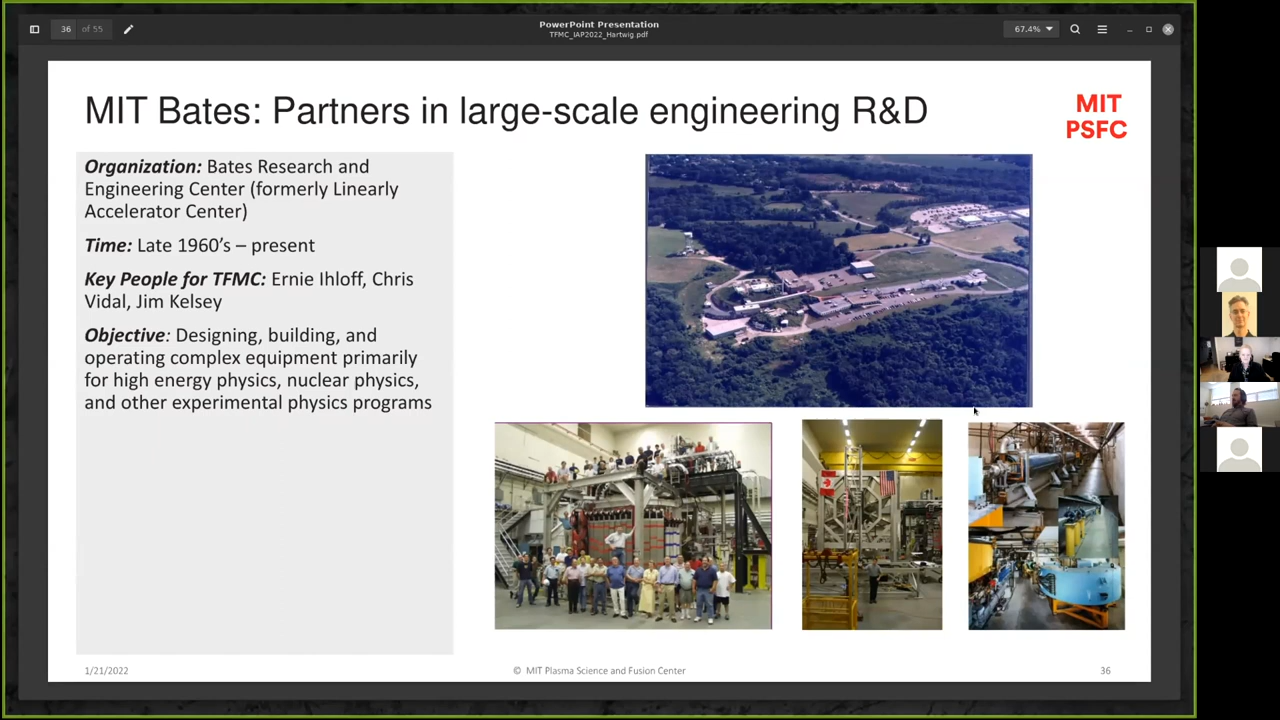 PowerPoint Presentation
TFMC_IAP2022_Hartwig.pdf
36 of 55
67.4%
MIT Bates: Partners in large-scale engineering R&D
MIT
PSFC
Organization: Bates Research and
Engineering Center (formerly Linearly
Accelerator Center)
Time: Late 1960’s – present
Key People for TFMC: Ernie Ihloff, Chris
Vidal, Jim Kelsey
Objective: Designing, building, and
operating complex equipment primarily
for high energy physics, nuclear physics,
and other experimental physics programs
1/21/2022
© MIT Plasma Science and Fusion Center
36